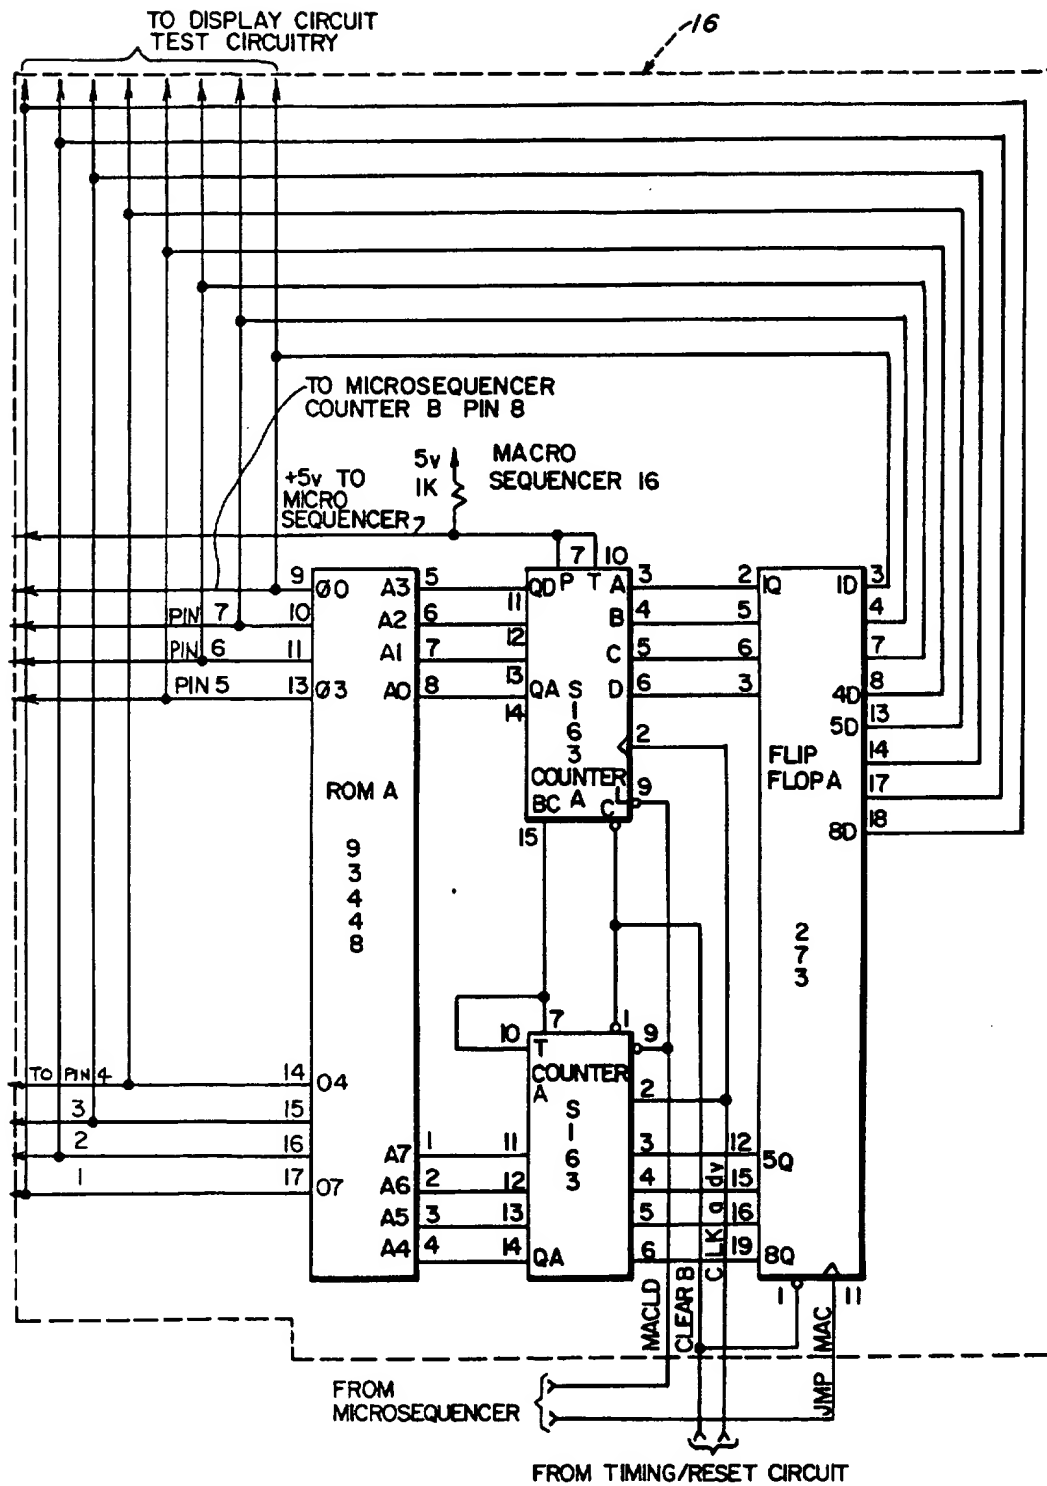 TO DISPLAY CIRCUIT
TEST CIRCUITRY
16
TO MICROSEQUENCER
COUNTER B PIN 8
5v
1K
MACRO
SEQUENCER 16
+5v TO
MICRO
SEQUENCER
7 10
9 Ø0 A3 5 QD P T A 3 2 1Q 1D 3
11
PIN 7 10 A2 6 B 4 5 4
12
PIN 6 11 A1 7 C 5 6 7
13
PIN 5 13 Ø3 A0 8 QA S D 6 3 4D 8
14
1
6
3
2
5D 13
14
FLIP
FLOP A
17
ROM A
COUNTER
A
BC C L 9
15
8D 18
9
3
4
4
8
2
7
3
7 1
10 T 9
COUNTER
A
2
S
1
6
3
TO PIN 4 14 04
3 15
2 16
1 17 07
A7 1 11 3 12 5Q
A6 2 12 4 15
A5 3 13 5 16
A4 4 14 QA 6 19 8Q
MACLD
CLEAR B
CLK a dv
1 11
JMP MAC
FROM
MICROSEQUENCER
FROM TIMING/RESET CIRCUIT